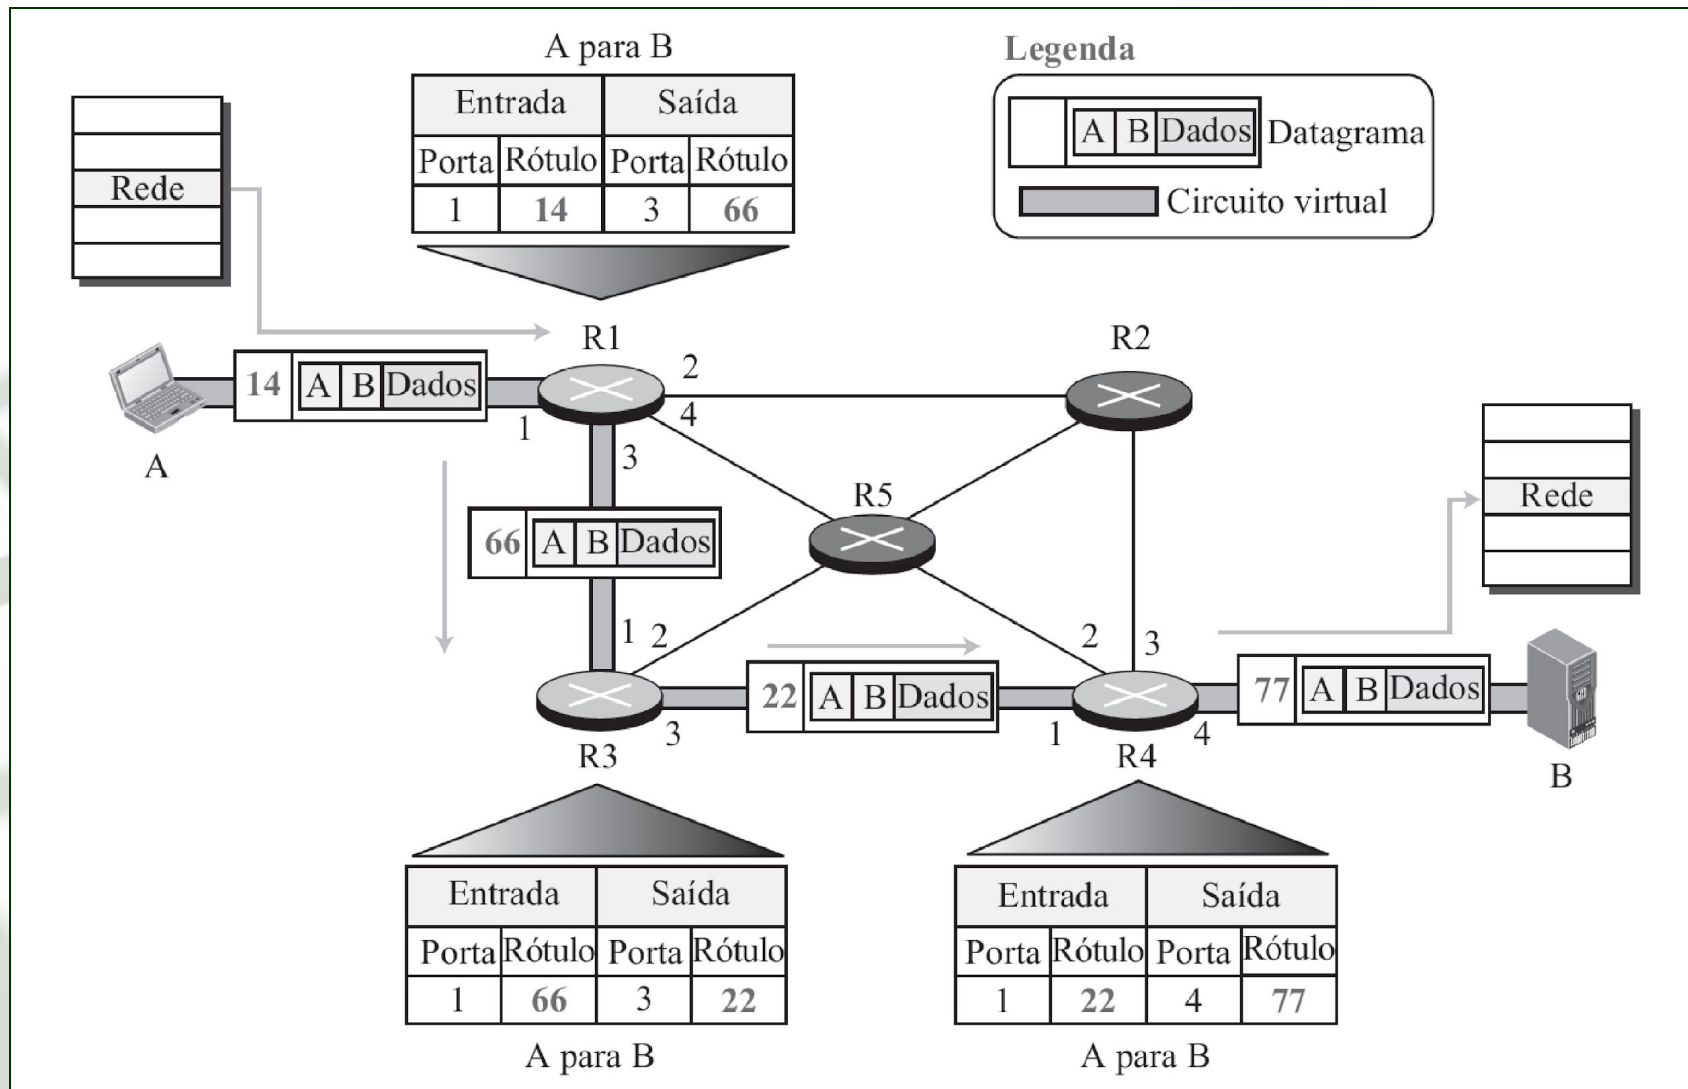 A para B
Entrada Saída
Porta Rótulo Porta Rótulo
1 14 3 66
Legenda
A B Dados Datagrama
Circuito virtual
Rede
R1
R2
14 A B Dados
1
2
4
3
A
66 A B Dados
R5
Rede
1 2
22 A B Dados
3
R3
2 3
1
4
R4
77 A B Dados
B
Entrada Saída
Porta Rótulo Porta Rótulo
1 66 3 22
A para B
Entrada Saída
Porta Rótulo Porta Rótulo
1 22 4 77
A para B